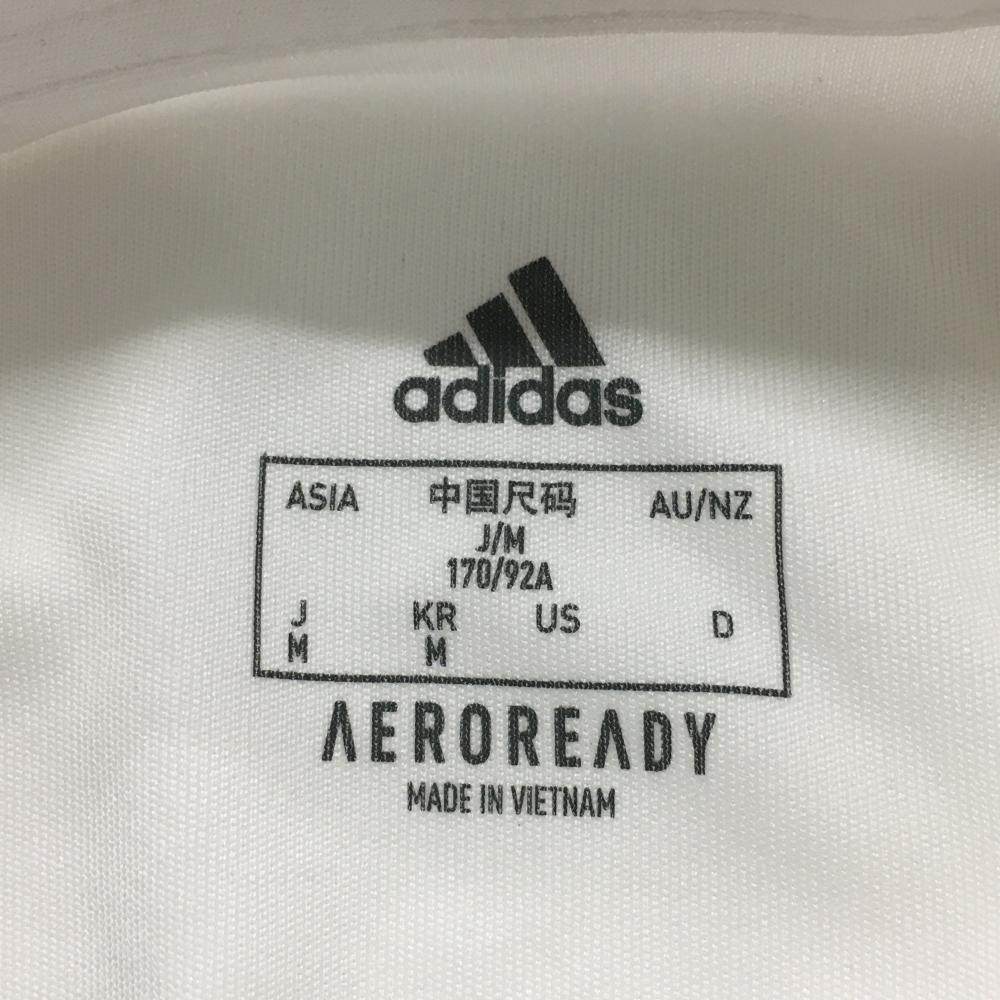 adidas
ASIA 中国尺码 AU/NZ
J/M
170/92A
J KR US D
M M
AEROREADY
MADE IN VIETNAM